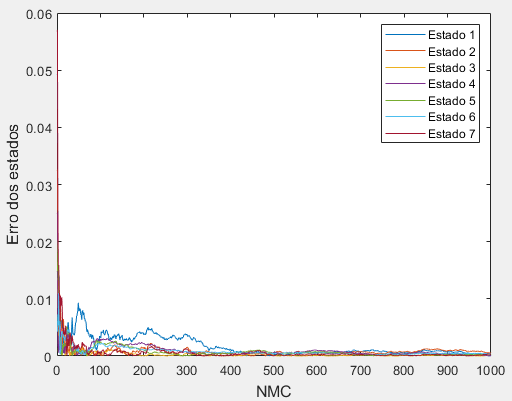 0.06
0.05
0.04
0.03
0.02
0.01
0
Erro dos estados
Estado 1
Estado 2
Estado 3
Estado 4
Estado 5
Estado 6
Estado 7
0 100 200 300 400 500 600 700 800 900 1000
NMC